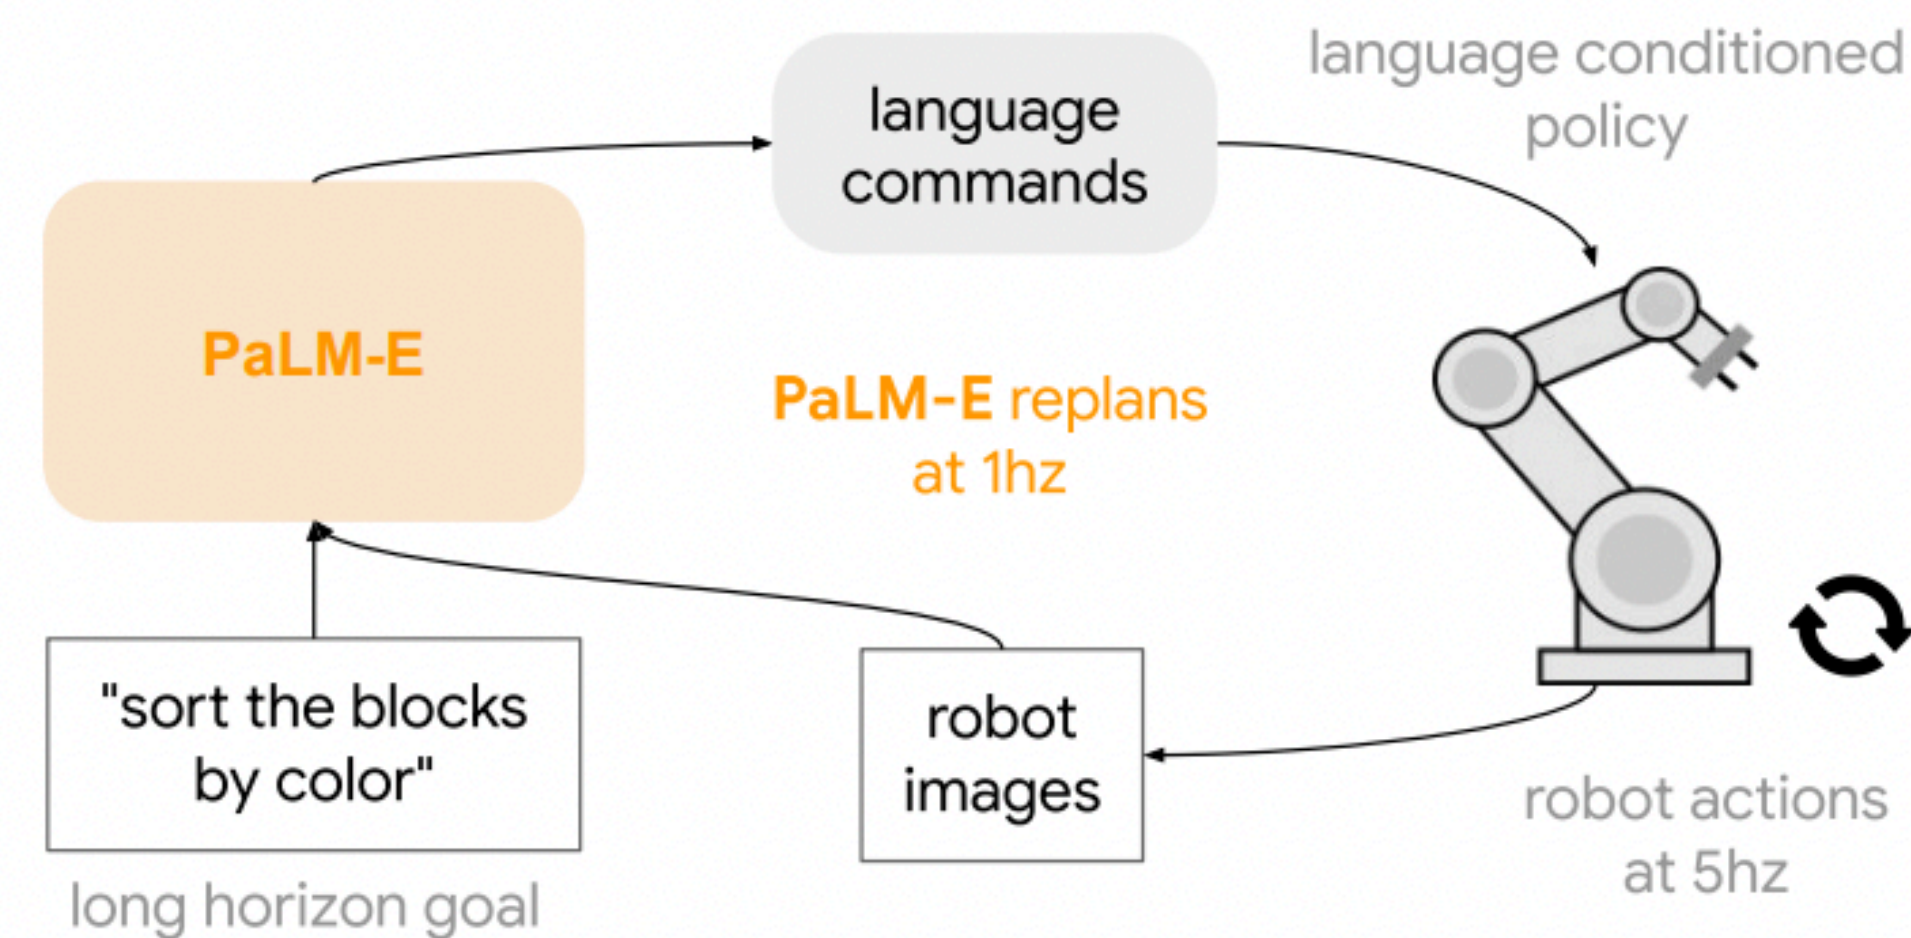 language
commands
language conditioned
policy
PaLM-E
PaLM-E replans
at 1hz
"sort the blocks
by color"
long horizon goal
robot
images
robot actions
at 5hz